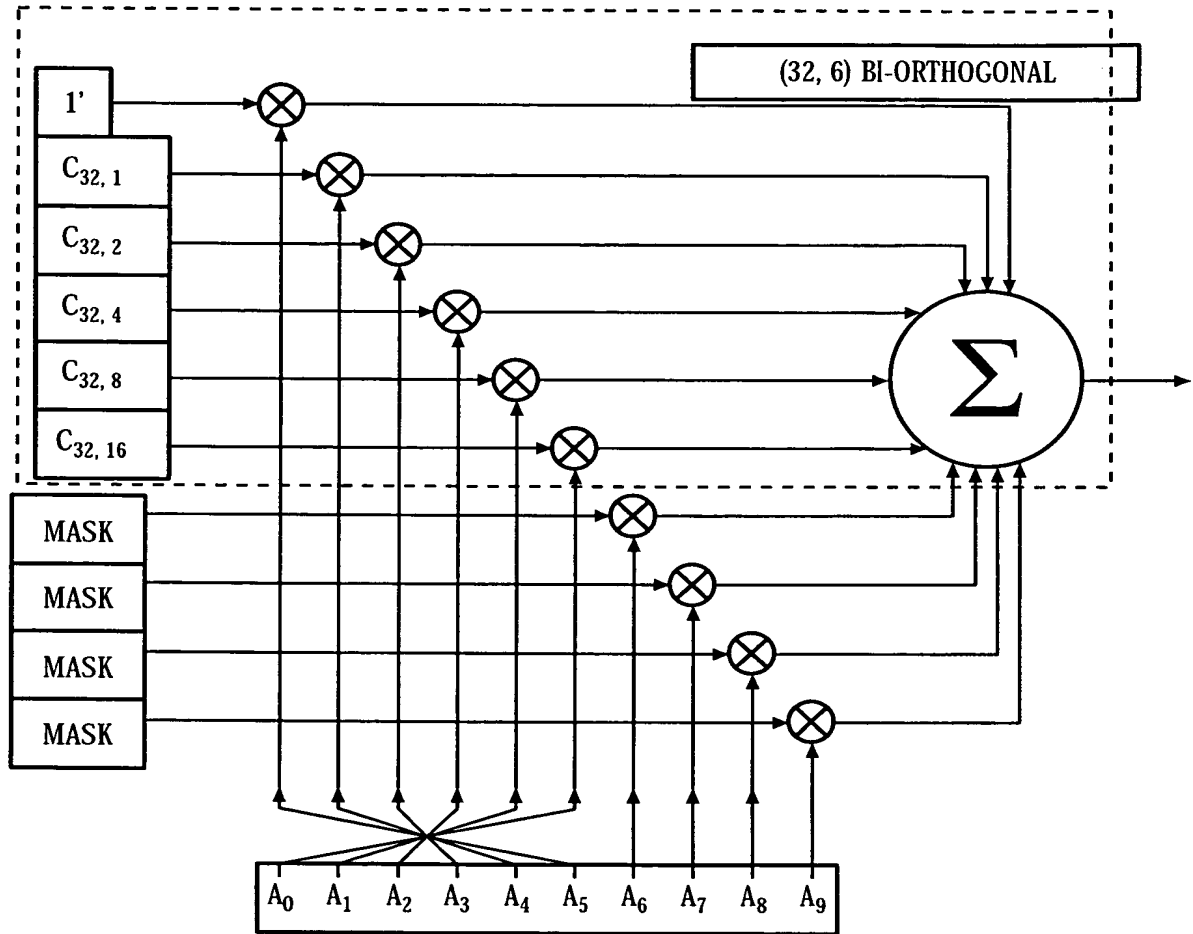 (32, 6) BI-ORTHOGONAL
1'
C32, 1
C32, 2
C32, 4
C32, 8
C32, 16
Σ
MASK
MASK
MASK
MASK
A0 A1 A2 A3 A4 A5 A6 A7 A8 A9